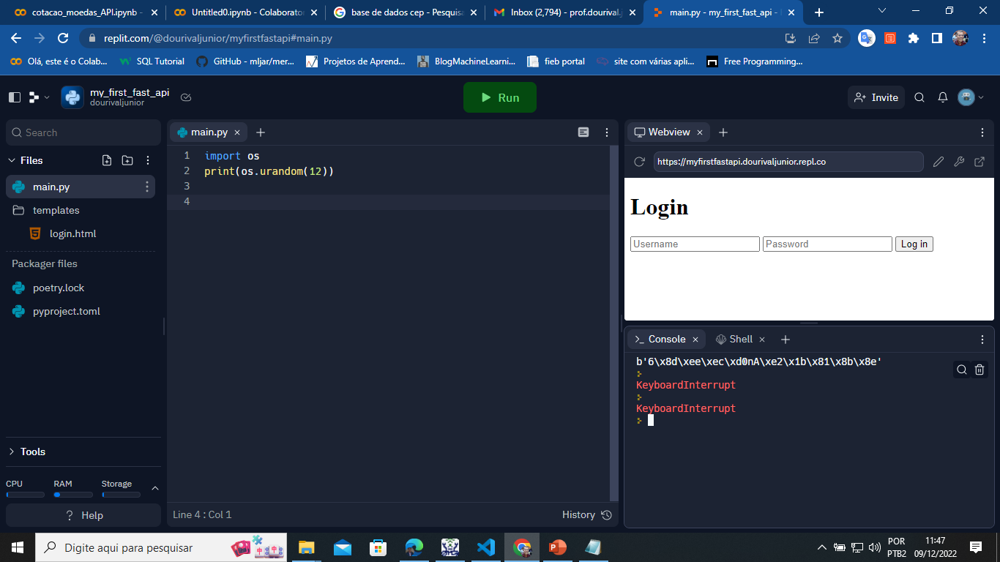 cotacao_moedas_API.ipynb -
Untitled0.ipynb - Colaborato
base de dados cep - Pesquisa
Inbox (2,794) - prof.dourival.j
main.py - my_first_fast_api -
replit.com/@dourivaljunior/myfirstfastapi#main.py
Olá, este é o Colab...
SQL Tutorial
GitHub - mljar/mer...
Projetos de Aprend...
BlogMachineLearni...
fieb portal
site com várias apli...
Free Programming...
my_first_fast_api
dourivaljunior
Run
Invite
Search
Files
main.py
templates
login.html
Packager files
poetry.lock
pyproject.toml
Tools
CPU RAM Storage
Help
main.py
1 import os
2 print(os.urandom(12))
3
4
Line 4 : Col 1
History
Webview
https://myfirstfastapi.dourivaljunior.repl.co
Login
Username Password Log in
Console Shell
b'6\x8d\xee\xec\xd0nA\xe2\x1b\x81\x8b\x8e'
KeyboardInterrupt
KeyboardInterrupt
Digite aqui para pesquisar
POR
PTB2
11:47
09/12/2022